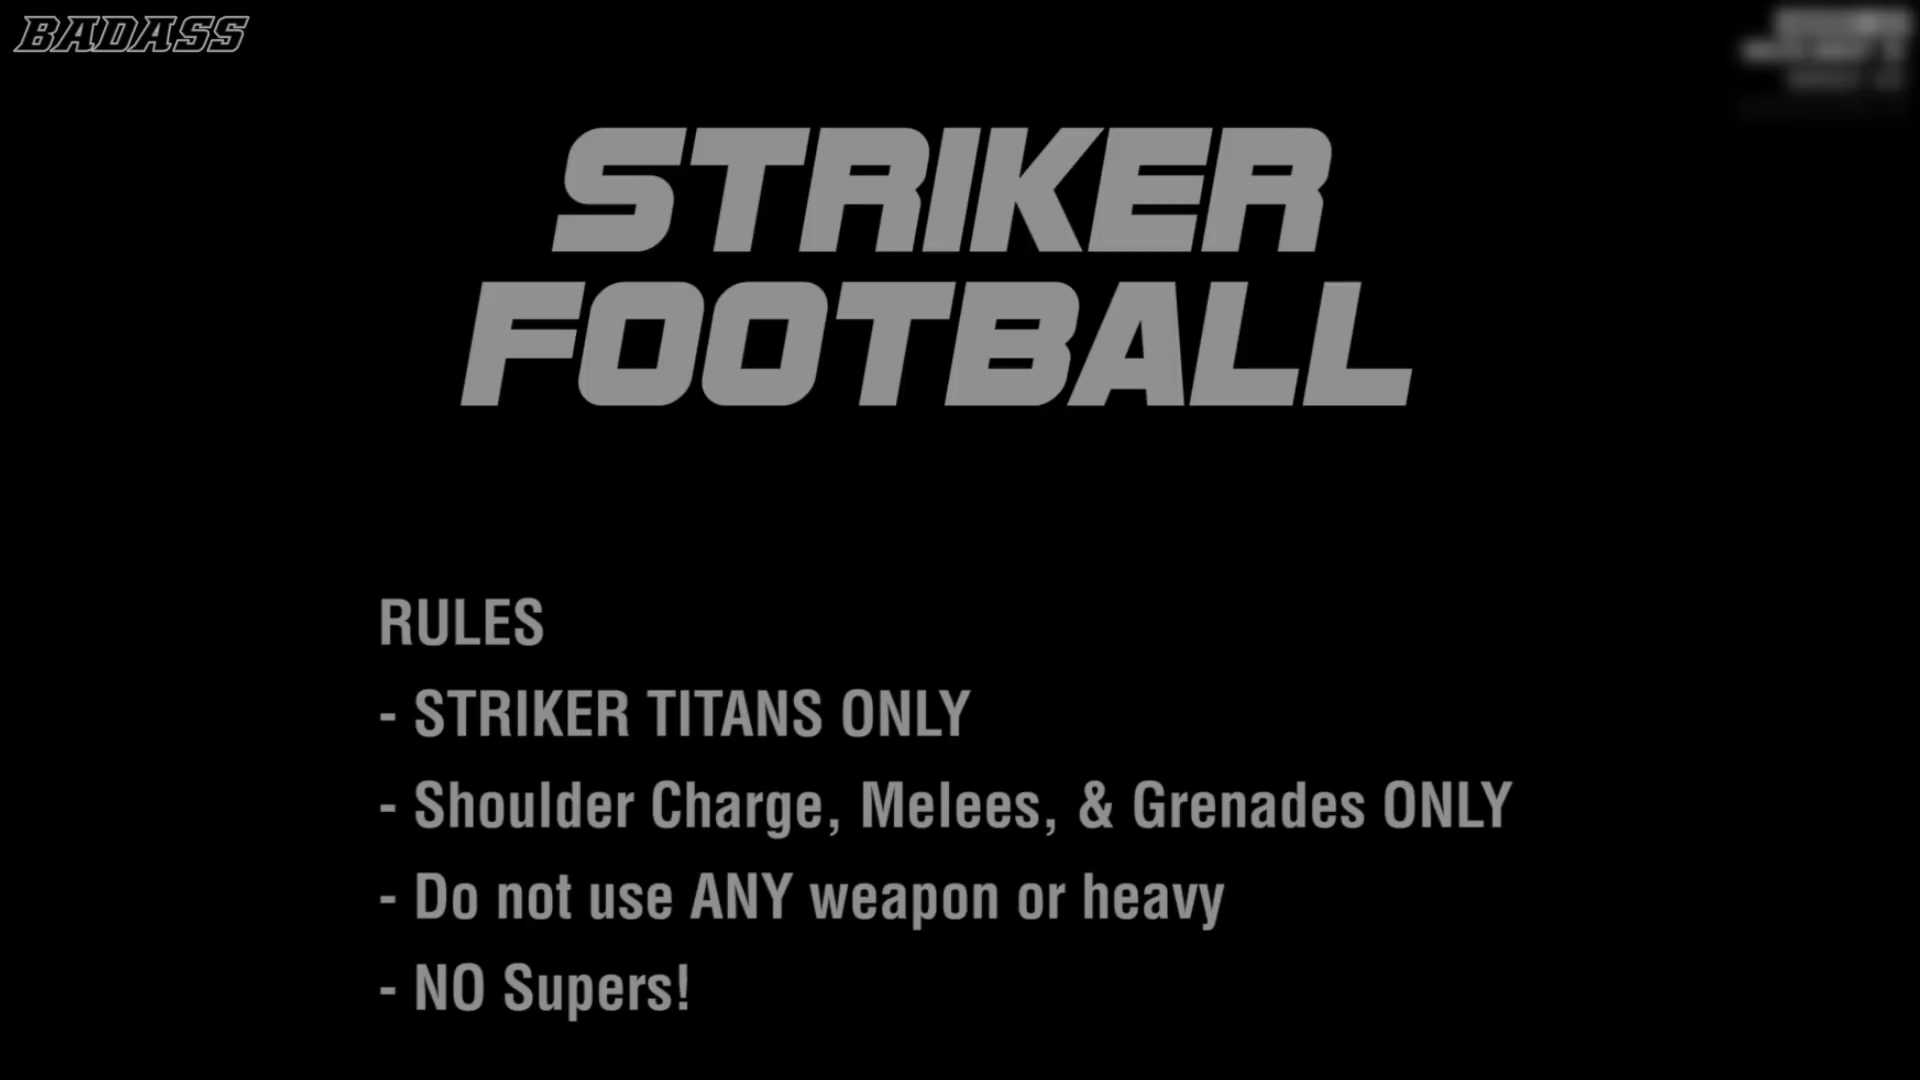 BADASS
STRIKER
FOOTBALL
RULES
- STRIKER TITANS ONLY
- Shoulder Charge, Melees, & Grenades ONLY
- Do not use ANY weapon or heavy
- NO Supers!